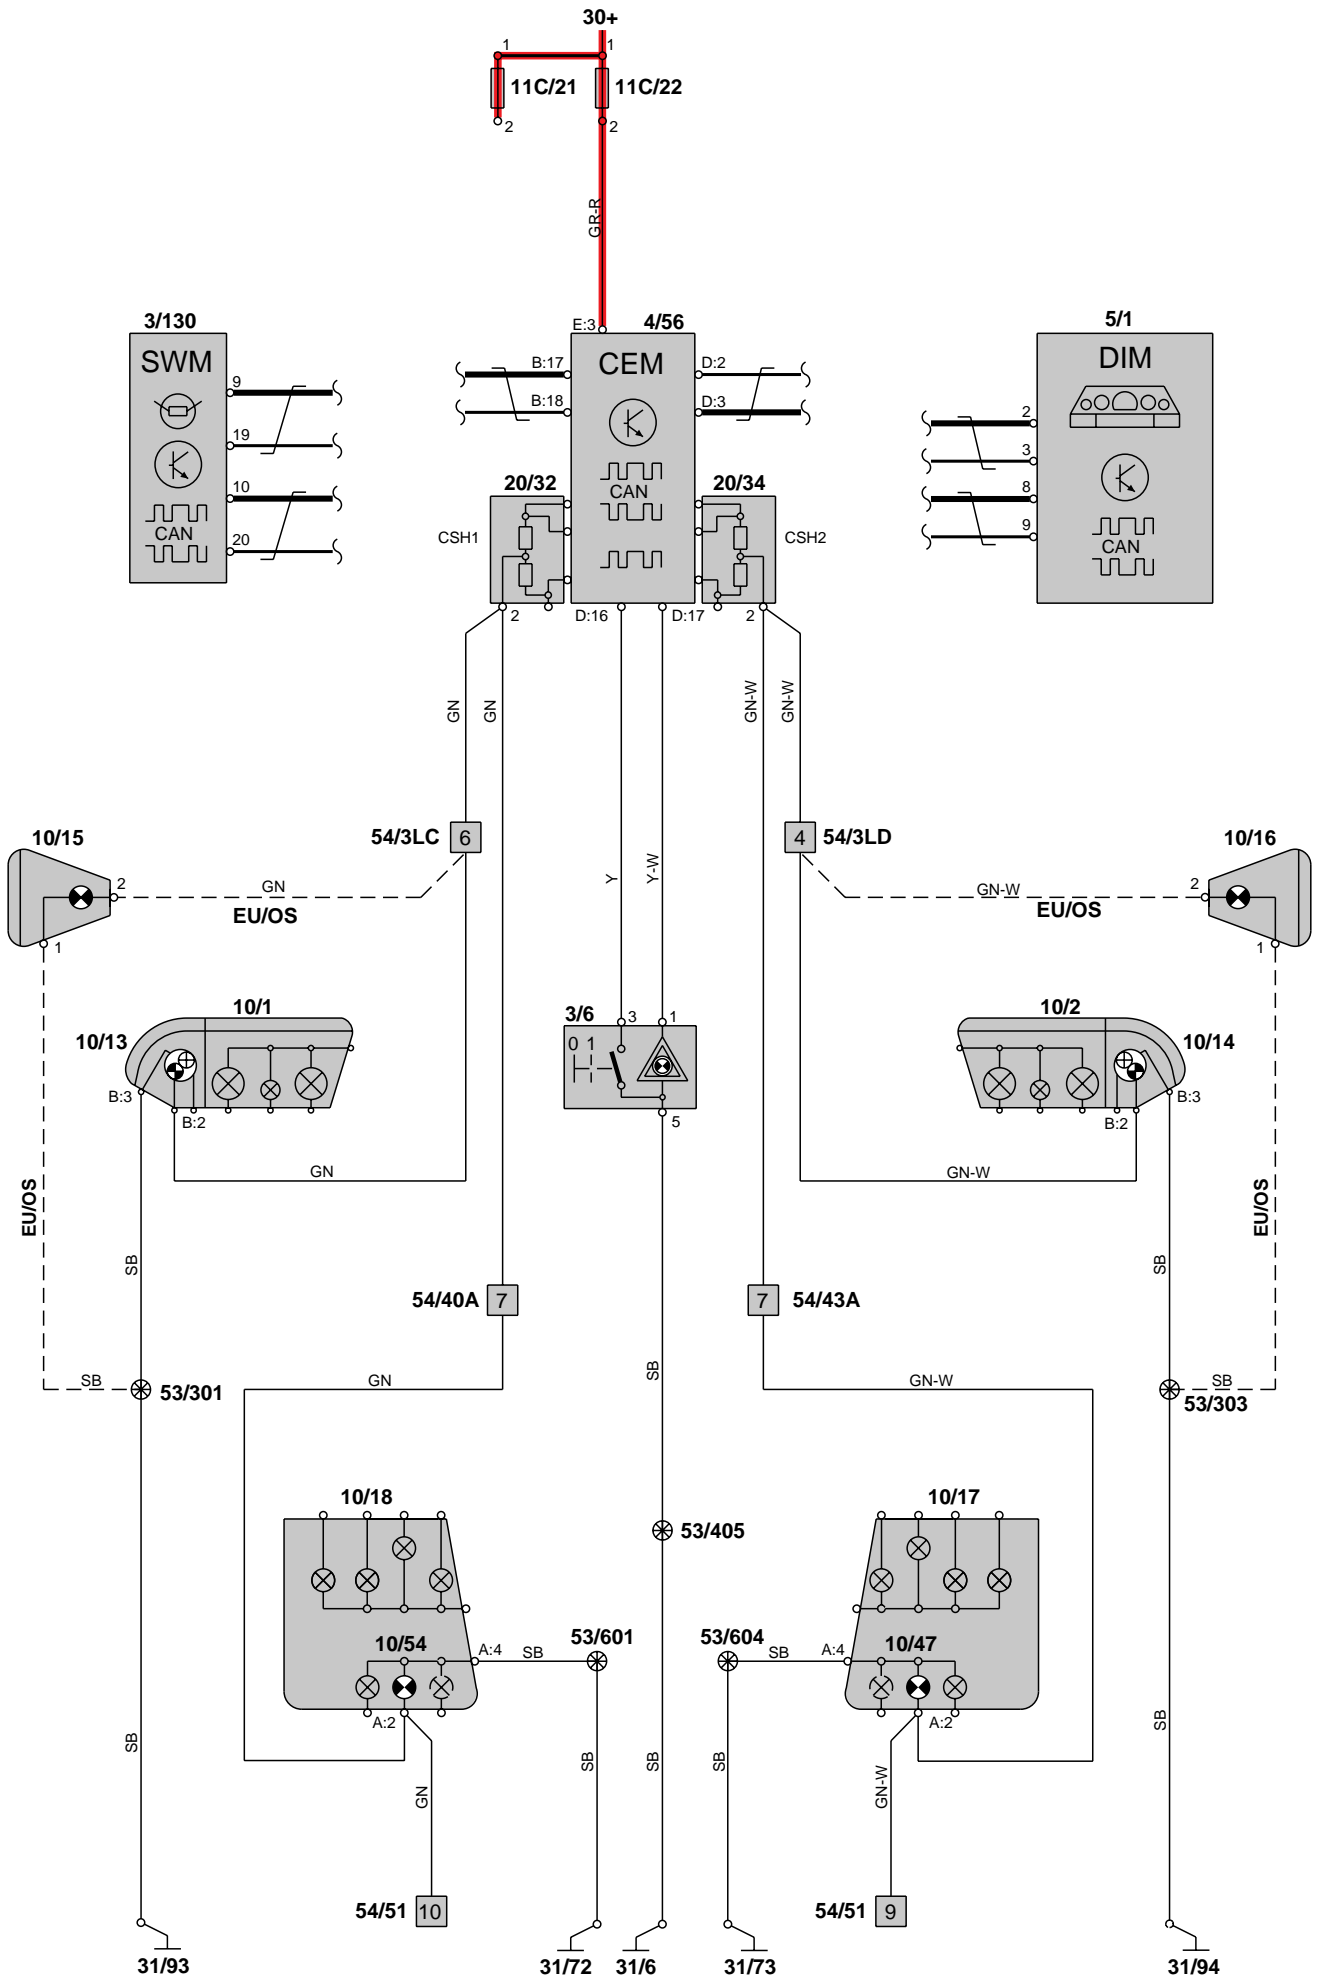 30+
1
1
11C/21
11C/22
2
2
GR-R
3/130
E:3
4/56
5/1
SWM
B:17
CEM
D:2
DIM
9
B:18
D:3
2
19
3
10
20/32
CAN
20/34
8
CAN
CSH1
CSH2
9
20
CAN
2
D:16
D:17
2
GN
GN
GN-W
GN-W
10/15
54/3LC
6
4
54/3LD
10/16
2
GN
Y
Y-W
GN-W
2
EU/OS
EU/OS
1
1
10/1
3/6
3
1
10/2
10/13
0 1
10/14
B:3
B:2
5
B:2
B:3
GN
GN-W
EU/OS
EU/OS
SB
SB
54/40A
7
7
54/43A
SB
GN
SB
GN-W
SB
53/301
53/303
10/18
10/17
53/405
10/54
A:4
SB
53/601
53/604
SB
A:4
10/47
A:2
A:2
SB
GN
SB
SB
SB
GN-W
SB
54/51
10
54/51
9
31/93
31/72
31/6
31/73
31/94